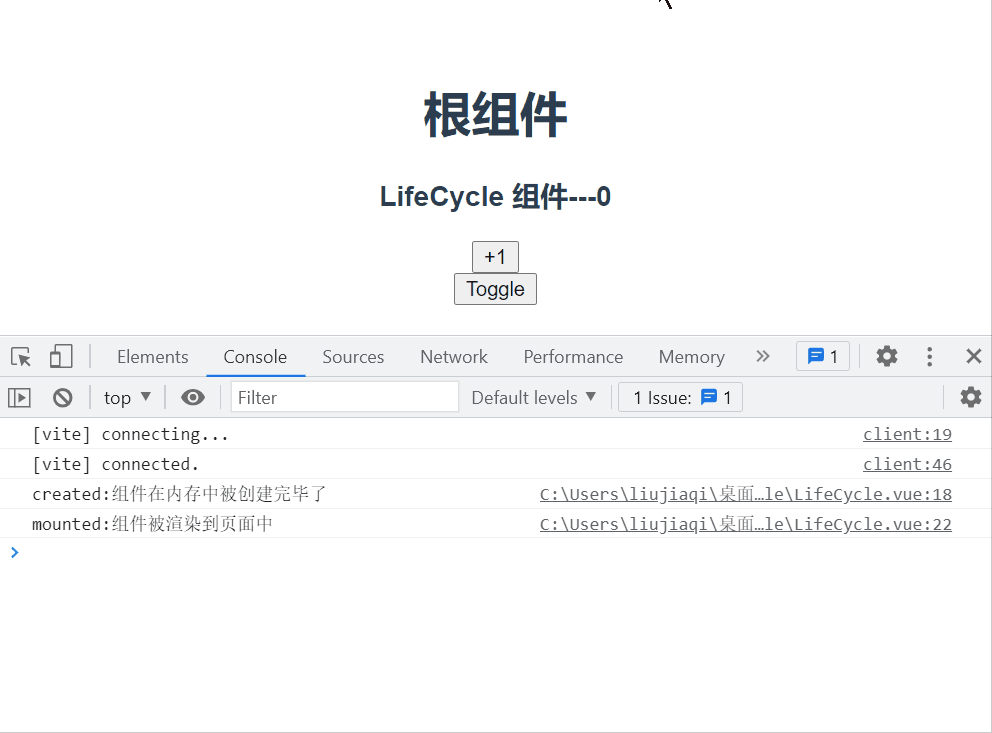 根组件
LifeCycle 组件---0
+1
Toggle
Elements Console Sources Network Performance Memory 1
top Filter Default levels 1 Issue: 1
[vite] connecting... client:19
[vite] connected. client:46
created:组件在内存中被创建完毕了 C:\Users\liujiaqi\桌面…le\LifeCycle.vue:18
mounted:组件被渲染到页面中 C:\Users\liujiaqi\桌面…le\LifeCycle.vue:22